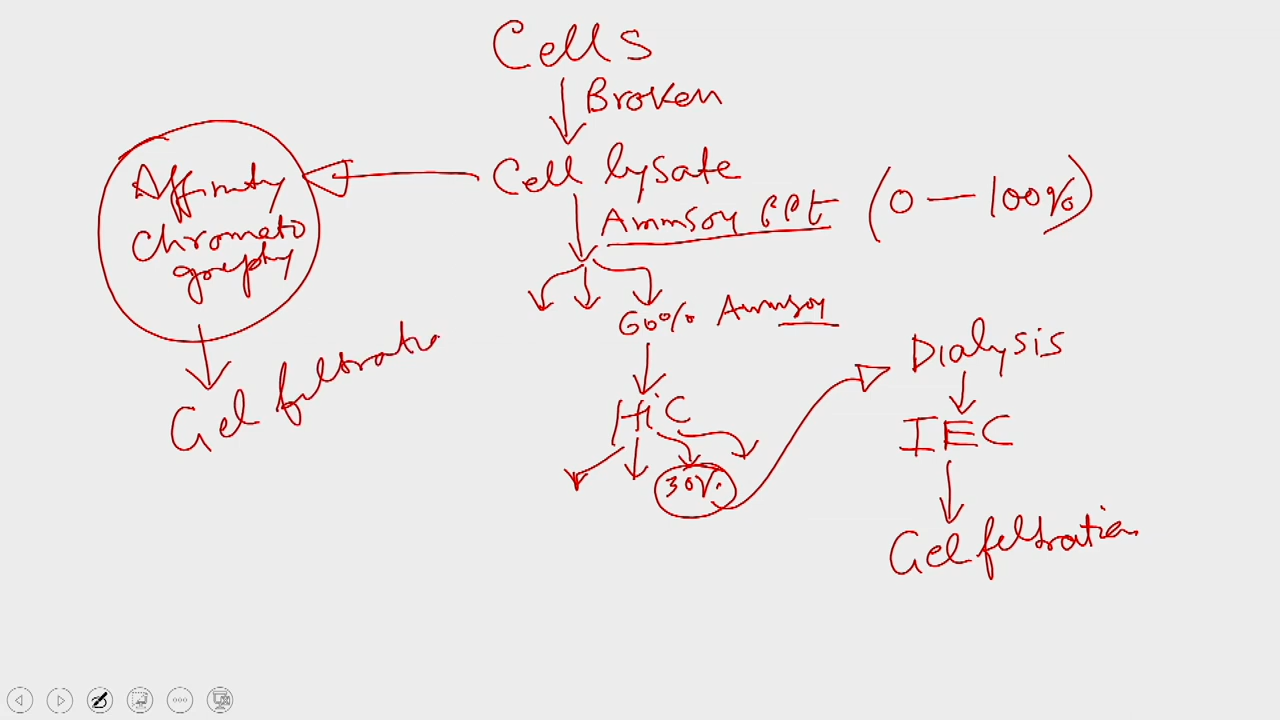 Cells
Broken
Cell lysate
Ammsoy PPt (0 — 100%)
60% Ammsoy
HiC
30%
Dialysis
IEC
Gel filtration
Affinity
Chromato
graphy
Gel filtratio